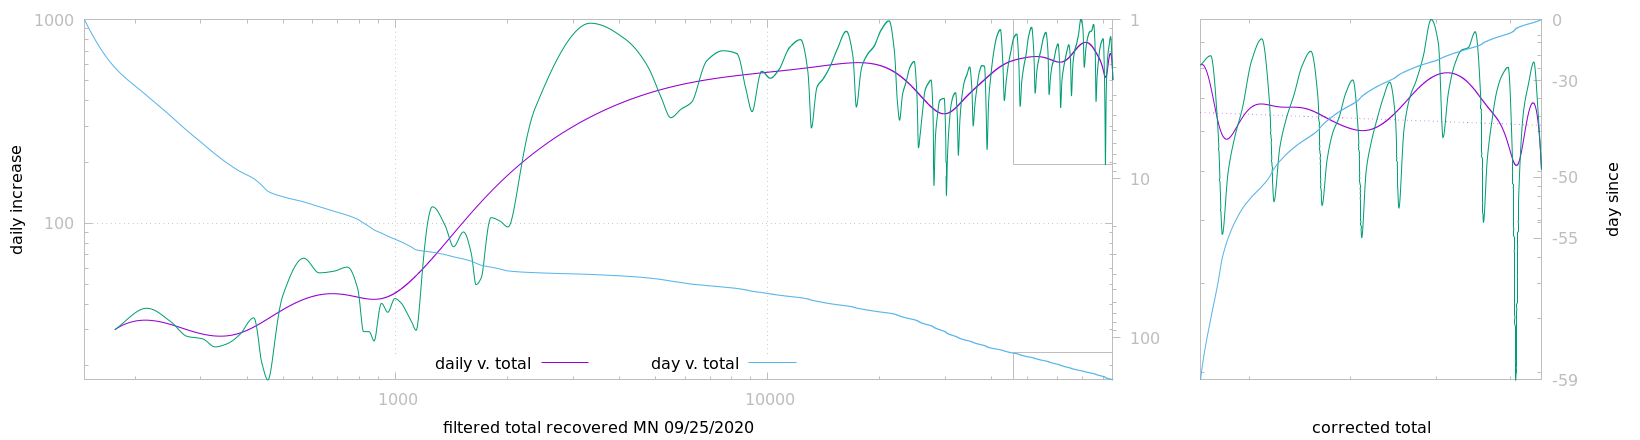 1000
100
daily increase
1000
10000
1
10
100
daily v. total
day v. total
filtered total recovered MN 09/25/2020
0
-30
-50
-55
-59
day since
corrected total